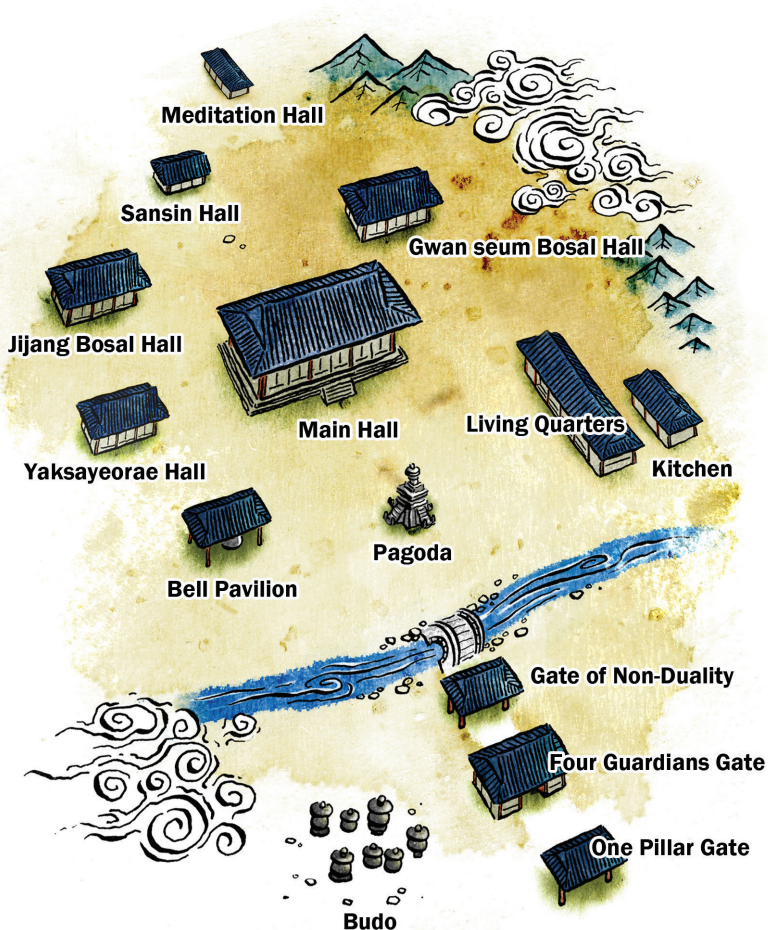 Meditation Hall
Sansin Hall
Gwan seum Bosal Hall
Jijang Bosal Hall
Main Hall
Living Quarters
Yaksayeorae Hall
Kitchen
Pagoda
Bell Pavilion
Gate of Non-Duality
Four Guardians Gate
One Pillar Gate
Budo